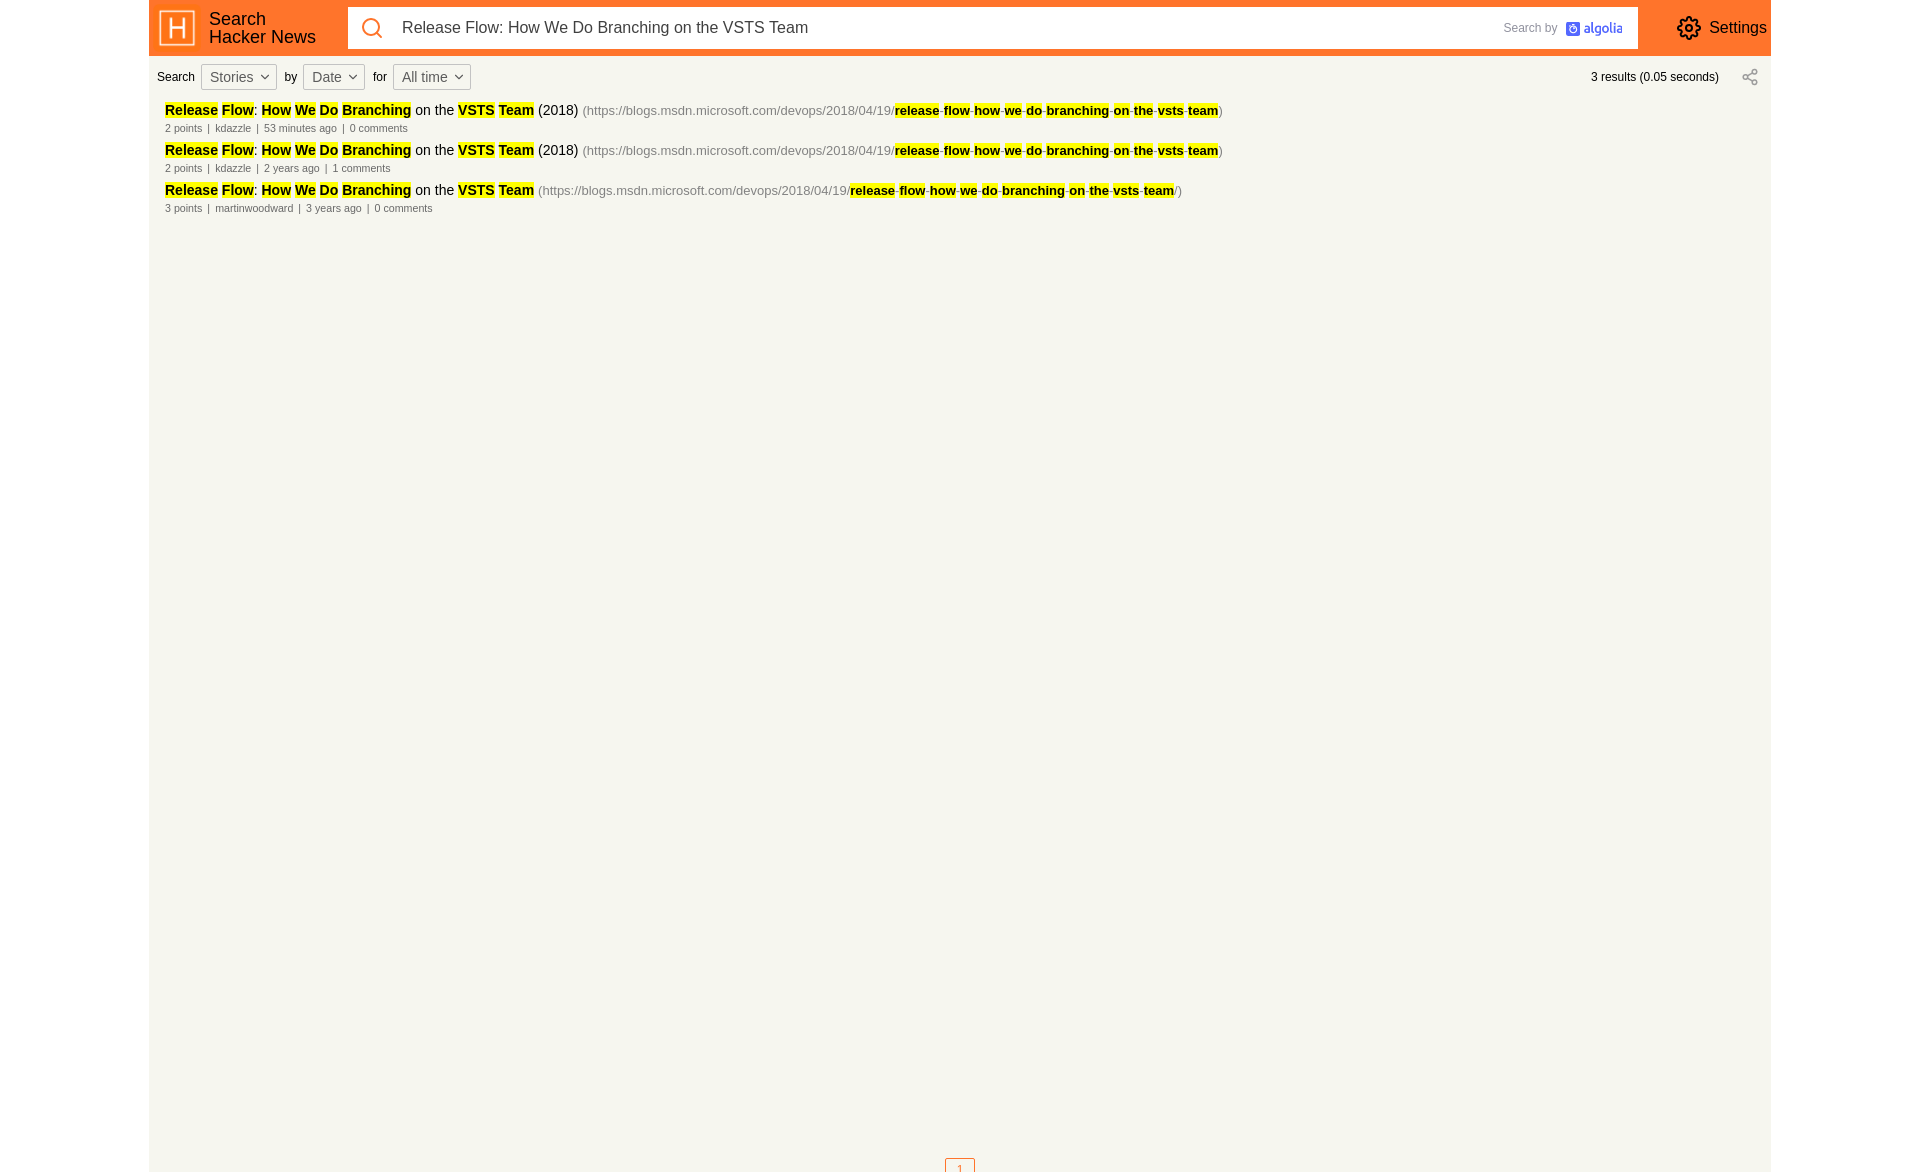 Search
Hacker News
Release Flow: How We Do Branching on the VSTS Team
Search by algolia
Settings
Search Stories by Date for All time
3 results (0.05 seconds)
Release Flow: How We Do Branching on the VSTS Team (2018) (https://blogs.msdn.microsoft.com/devops/2018/04/19/release-flow-how-we-do-branching-on-the-vsts-team)
2 points | kdazzle | 53 minutes ago | 0 comments
Release Flow: How We Do Branching on the VSTS Team (2018) (https://blogs.msdn.microsoft.com/devops/2018/04/19/release-flow-how-we-do-branching-on-the-vsts-team)
2 points | kdazzle | 2 years ago | 1 comments
Release Flow: How We Do Branching on the VSTS Team (https://blogs.msdn.microsoft.com/devops/2018/04/19/release-flow-how-we-do-branching-on-the-vsts-team/)
3 points | martinwoodward | 3 years ago | 0 comments
1